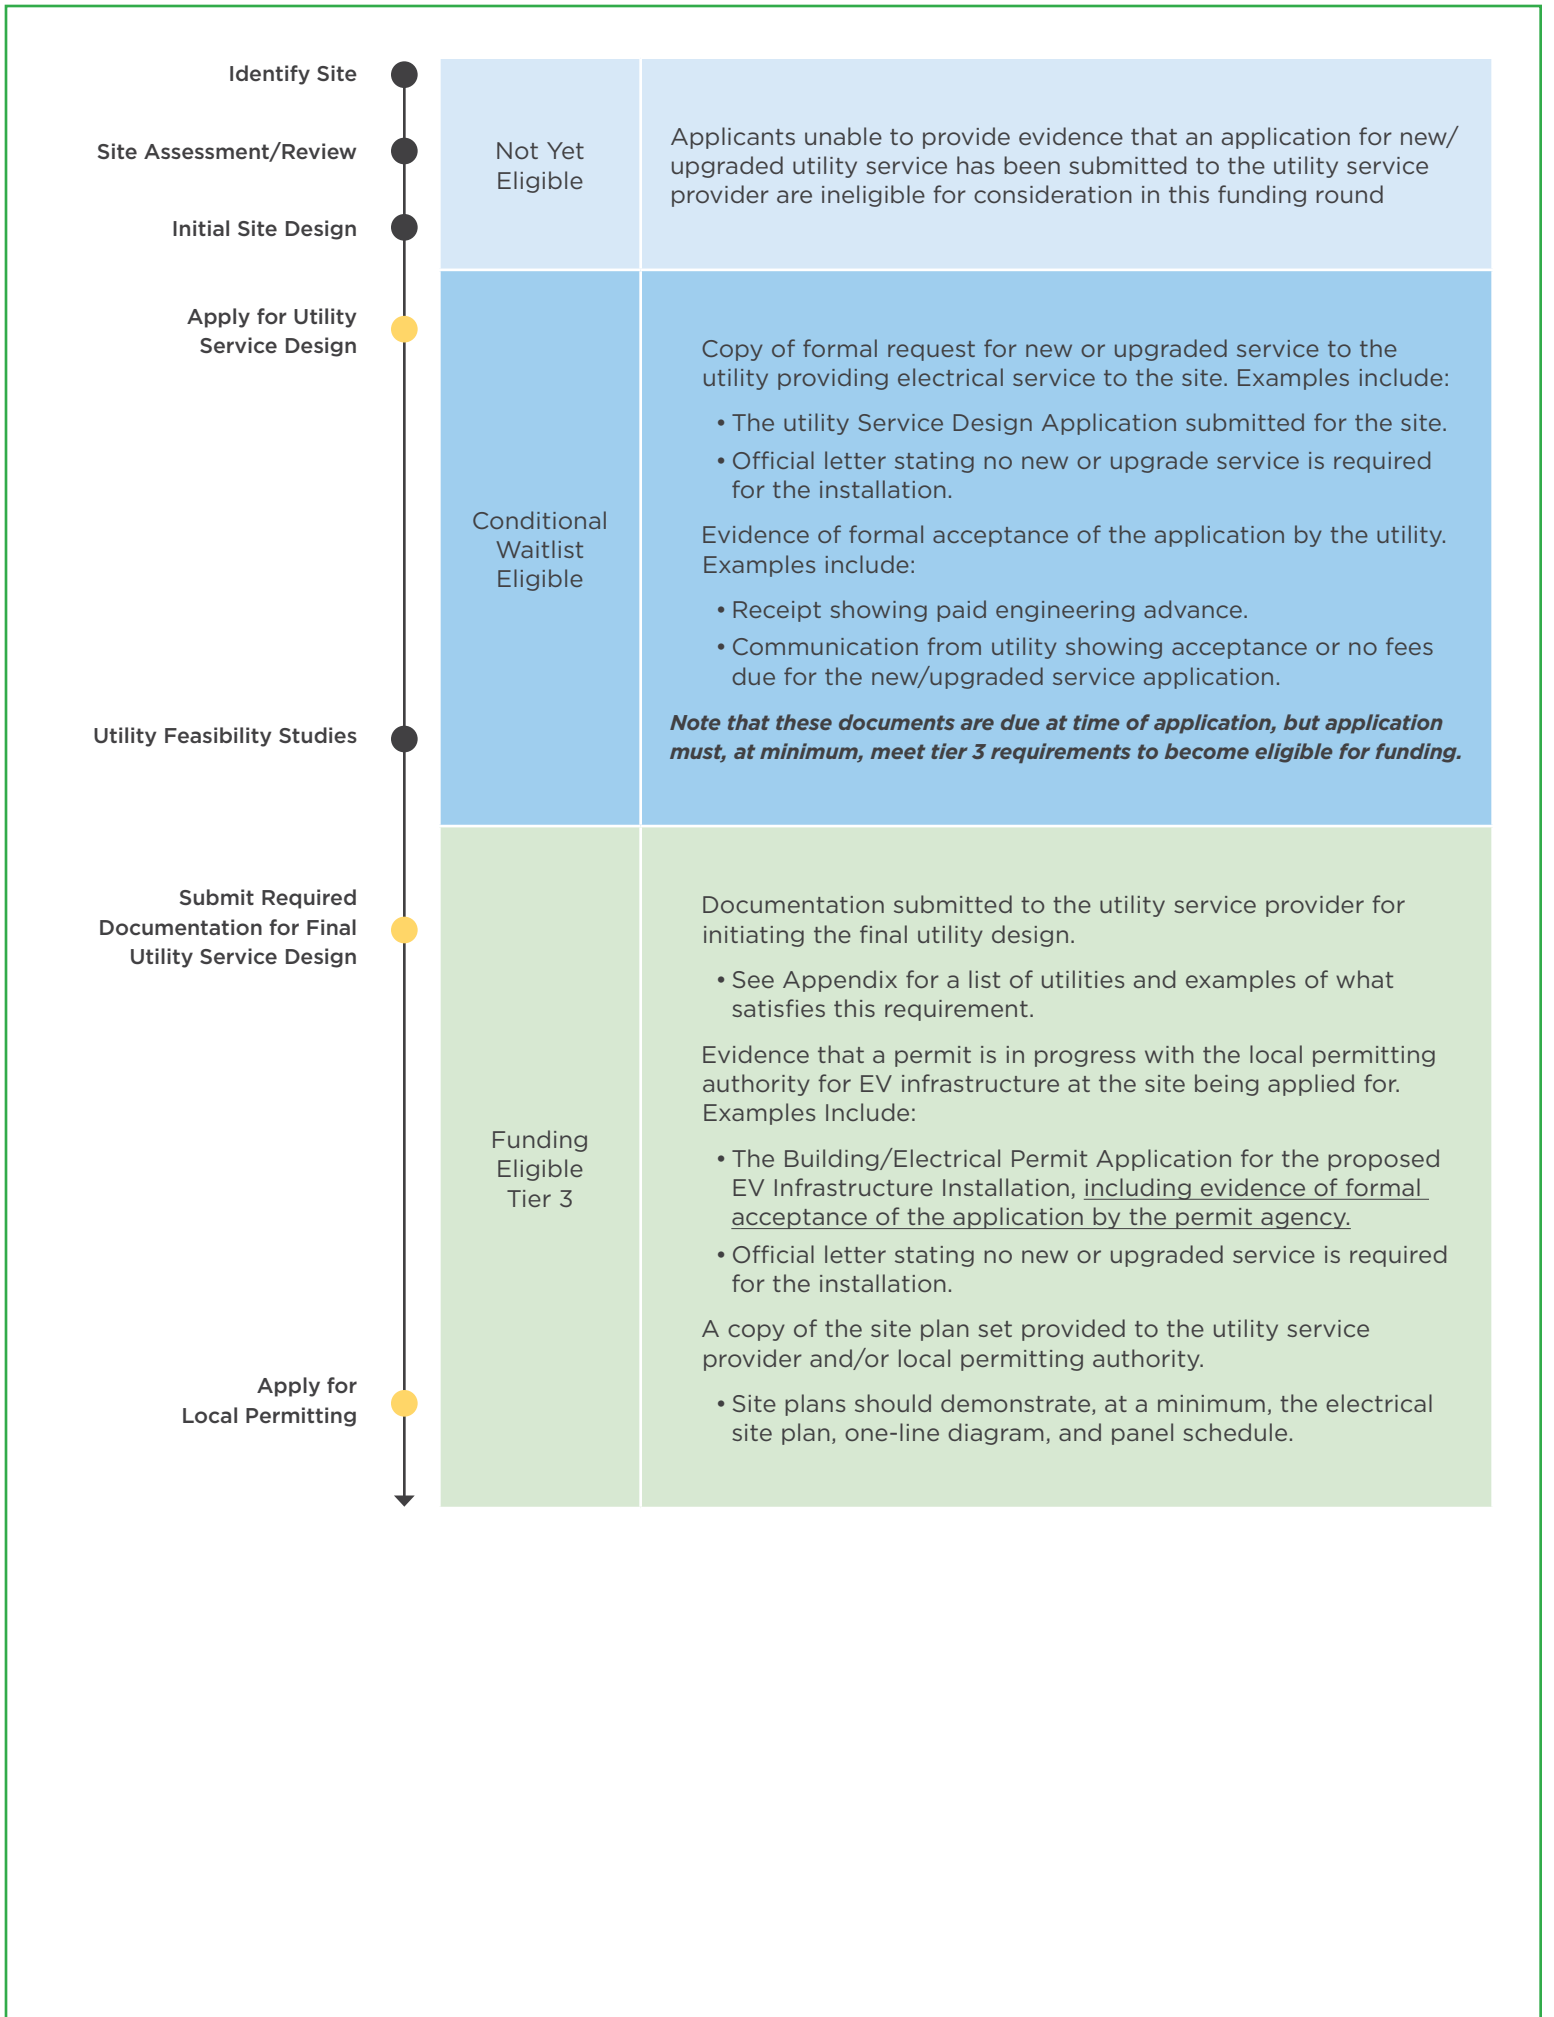 Identify Site
Site Assessment/Review
Initial Site Design
Not Yet
Eligible
Applicants unable to provide evidence that an application for new/
upgraded utility service has been submitted to the utility service
provider are ineligible for consideration in this funding round
Apply for Utility
Service Design
Utility Feasibility Studies
Conditional
Waitlist
Eligible
Copy of formal request for new or upgraded service to the
utility providing electrical service to the site. Examples include:
• The utility Service Design Application submitted for the site.
• Official letter stating no new or upgrade service is required
for the installation.
Evidence of formal acceptance of the application by the utility.
Examples include:
• Receipt showing paid engineering advance.
• Communication from utility showing acceptance or no fees
due for the new/upgraded service application.
Note that these documents are due at time of application, but application
must, at minimum, meet tier 3 requirements to become eligible for funding.
Submit Required
Documentation for Final
Utility Service Design
Apply for
Local Permitting
Funding
Eligible
Tier 3
Documentation submitted to the utility service provider for
initiating the final utility design.
• See Appendix for a list of utilities and examples of what
satisfies this requirement.
Evidence that a permit is in progress with the local permitting
authority for EV infrastructure at the site being applied for.
Examples Include:
• The Building/Electrical Permit Application for the proposed
EV Infrastructure Installation, including evidence of formal
acceptance of the application by the permit agency.
• Official letter stating no new or upgraded service is required
for the installation.
A copy of the site plan set provided to the utility service
provider and/or local permitting authority.
• Site plans should demonstrate, at a minimum, the electrical
site plan, one-line diagram, and panel schedule.